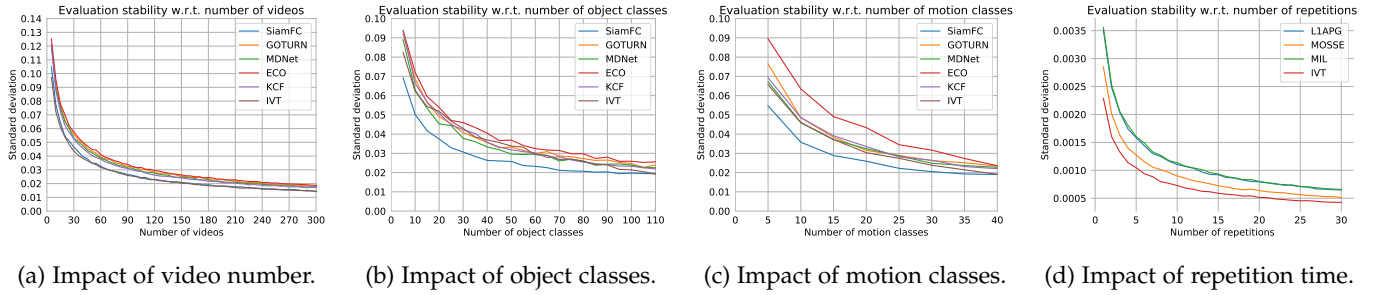 Evaluation stability w.r.t. number of videos
0.13
0.12
0.11
0.10
0.09
0.08
0.07
0.06
0.05
0.04
0.03
0.02
0.01
0.00
Standard deviation
0 30 60 90 120 150 180 210 240 270 300
Number of videos
SiamFC
GOTURN
MDNet
ECO
KCF
IVT
(a) Impact of video number.
Evaluation stability w.r.t. number of object classes
0.10
0.09
0.08
0.07
0.06
0.05
0.04
0.03
0.02
0.01
0.00
Standard deviation
0 10 20 30 40 50 60 70 80 90 100 110
Number of object classes
SiamFC
GOTURN
MDNet
ECO
KCF
IVT
(b) Impact of object classes.
Evaluation stability w.r.t. number of motion classes
0.10
0.09
0.08
0.07
0.06
0.05
0.04
0.03
0.02
0.01
0.00
Standard deviation
0 5 10 15 20 25 30 35 40
Number of motion classes
SiamFC
GOTURN
MDNet
ECO
KCF
IVT
(c) Impact of motion classes.
Evaluation stability w.r.t. number of repetitions
0.0035
0.0030
0.0025
0.0020
0.0015
0.0010
0.0005
Standard deviation
0 5 10 15 20 25 30
Number of repetitions
L1APG
MOSSE
MIL
IVT
(d) Impact of repetition time.